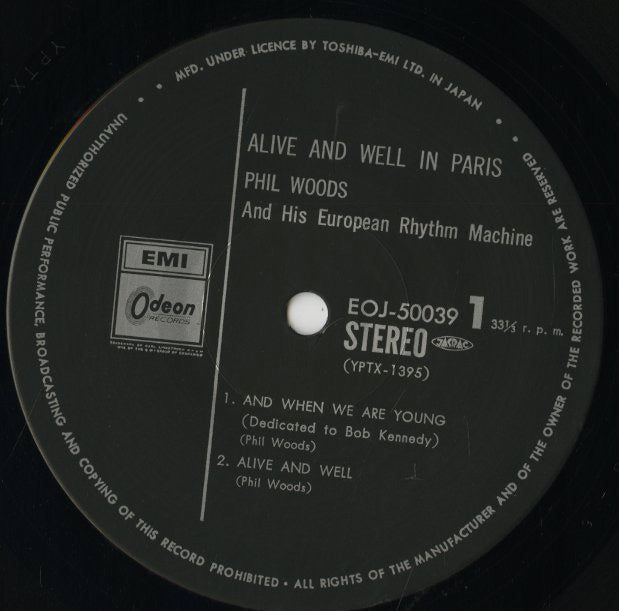 MFD. UNDER LICENCE BY TOSHIBA-EMI LTD. IN JAPAN
ALIVE AND WELL IN PARIS
PHIL WOODS
And His European Rhythm Machine
EMI
Odeon
RECORDS
EOJ-50039 1 33⅓ r. p. m.
STEREO JASRAC
(YPTX-1395)
1. AND WHEN WE ARE YOUNG
(Dedicated to Bob Kennedy)
(Phil Woods)
2. ALIVE AND WELL
(Phil Woods)
UNAUTHORIZED PUBLIC PERFORMANCE, BROADCASTING AND COPYING OF THIS RECORD PROHIBITED • ALL RIGHTS OF THE MANUFACTURER AND OF THE OWNER OF THE RECORDED WORK ARE RESERVED
YPTX-